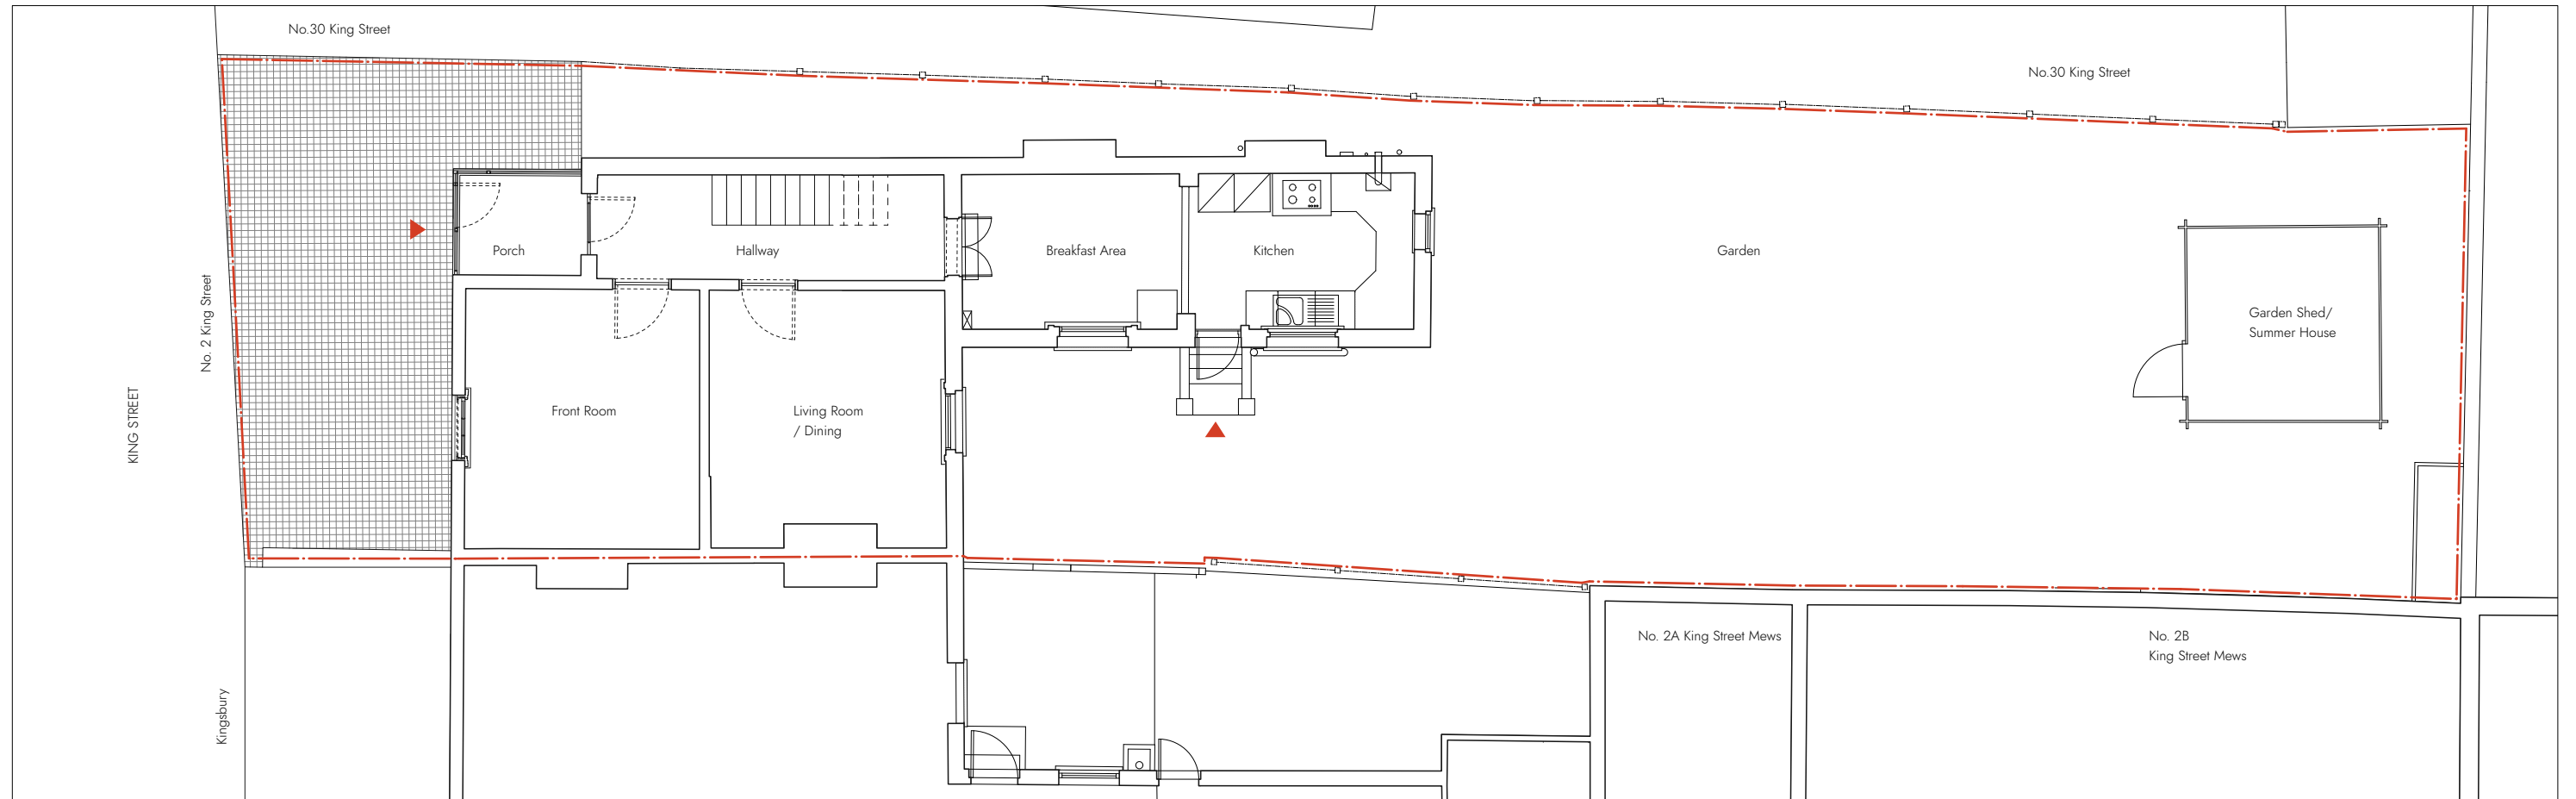 No.30 King Street
No.30 King Street
Porch
Hallway
Breakfast Area
Kitchen
Garden
Garden Shed/
Summer House
No. 2 King Street
KING STREET
Front Room
Living Room
/ Dining
No. 2A King Street Mews
No. 2B
King Street Mews
Kingsbury